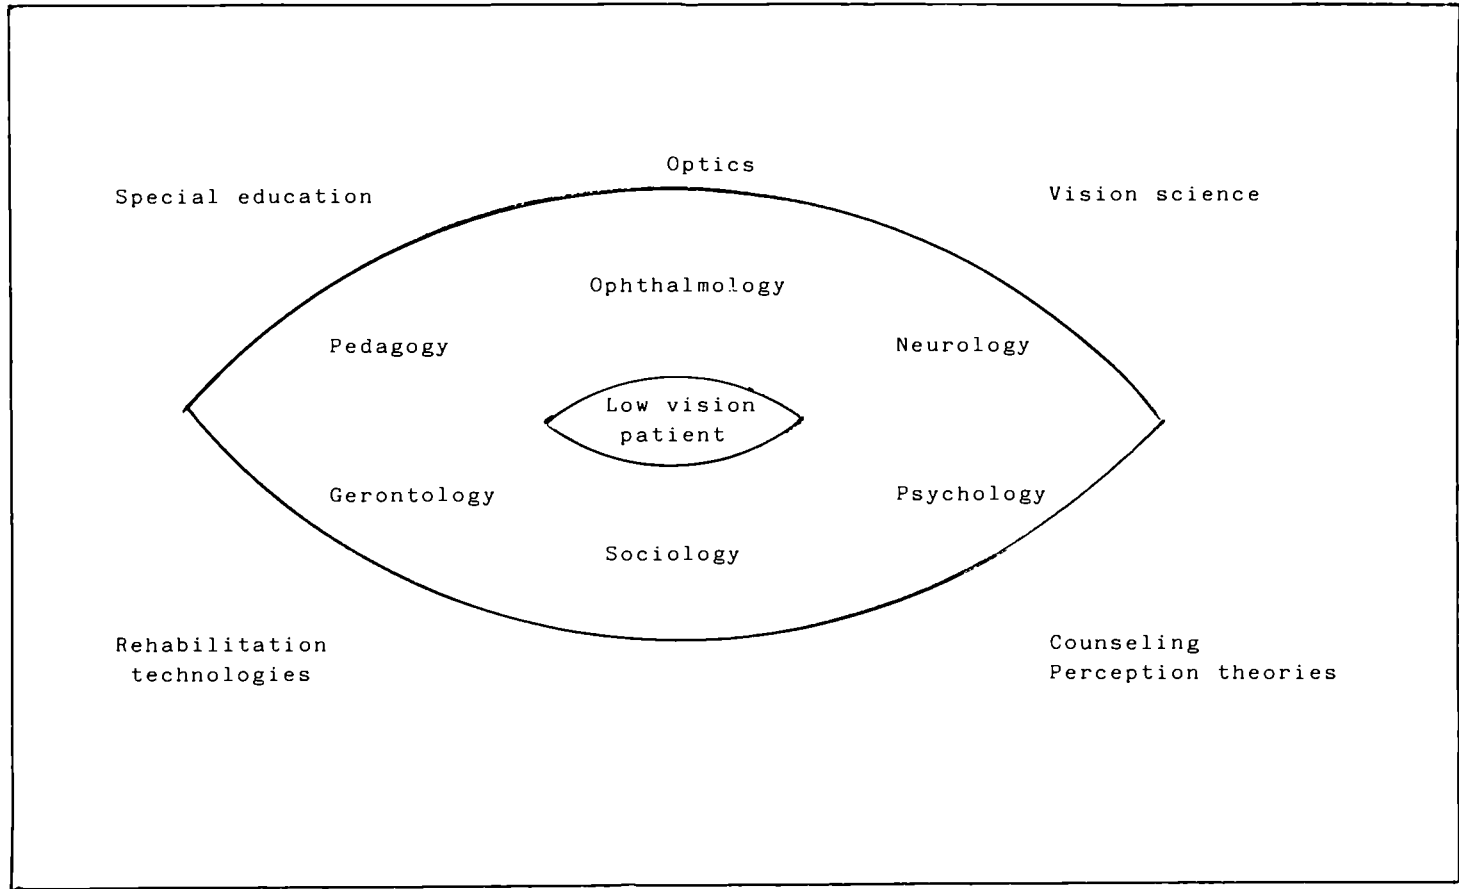 Optics
Special education
Vision science
Ophthalmology
Pedagogy
Neurology
Low vision
patient
Gerontology
Psychology
Sociology
Rehabilitation
technologies
Counseling
Perception theories